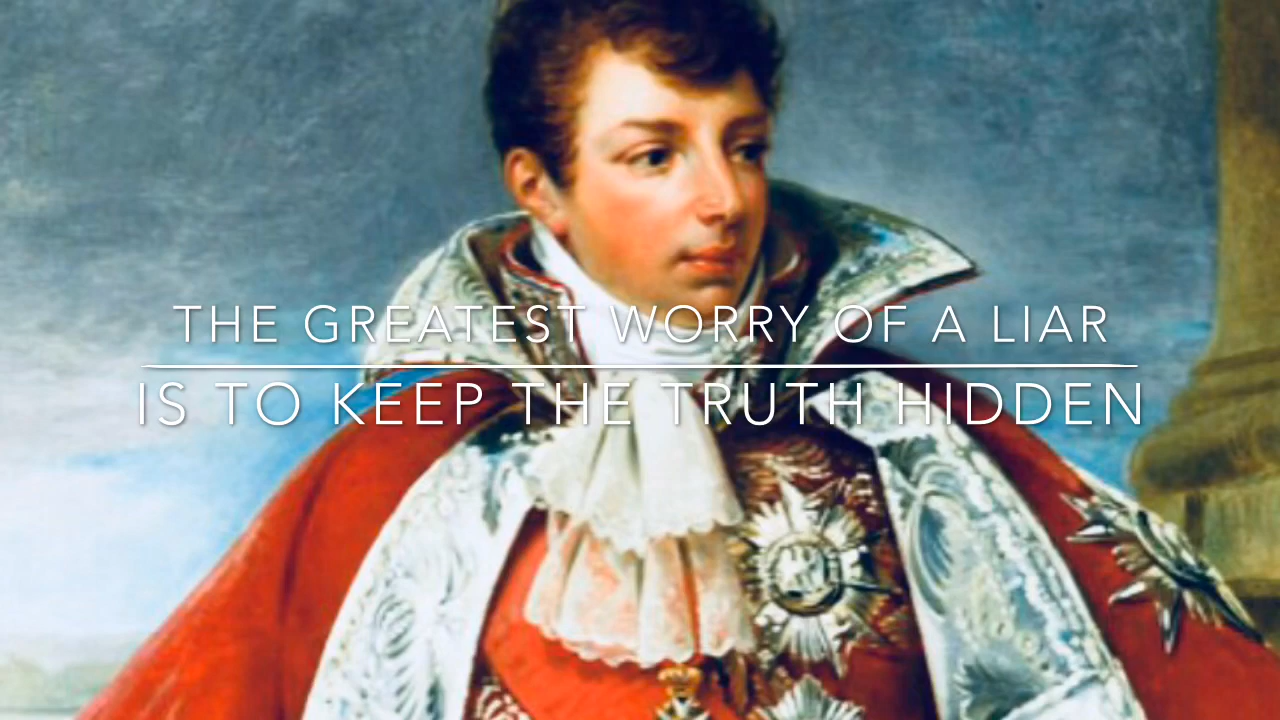 THE GREATEST WORRY OF A LIAR
IS TO KEEP THE TRUTH HIDDEN